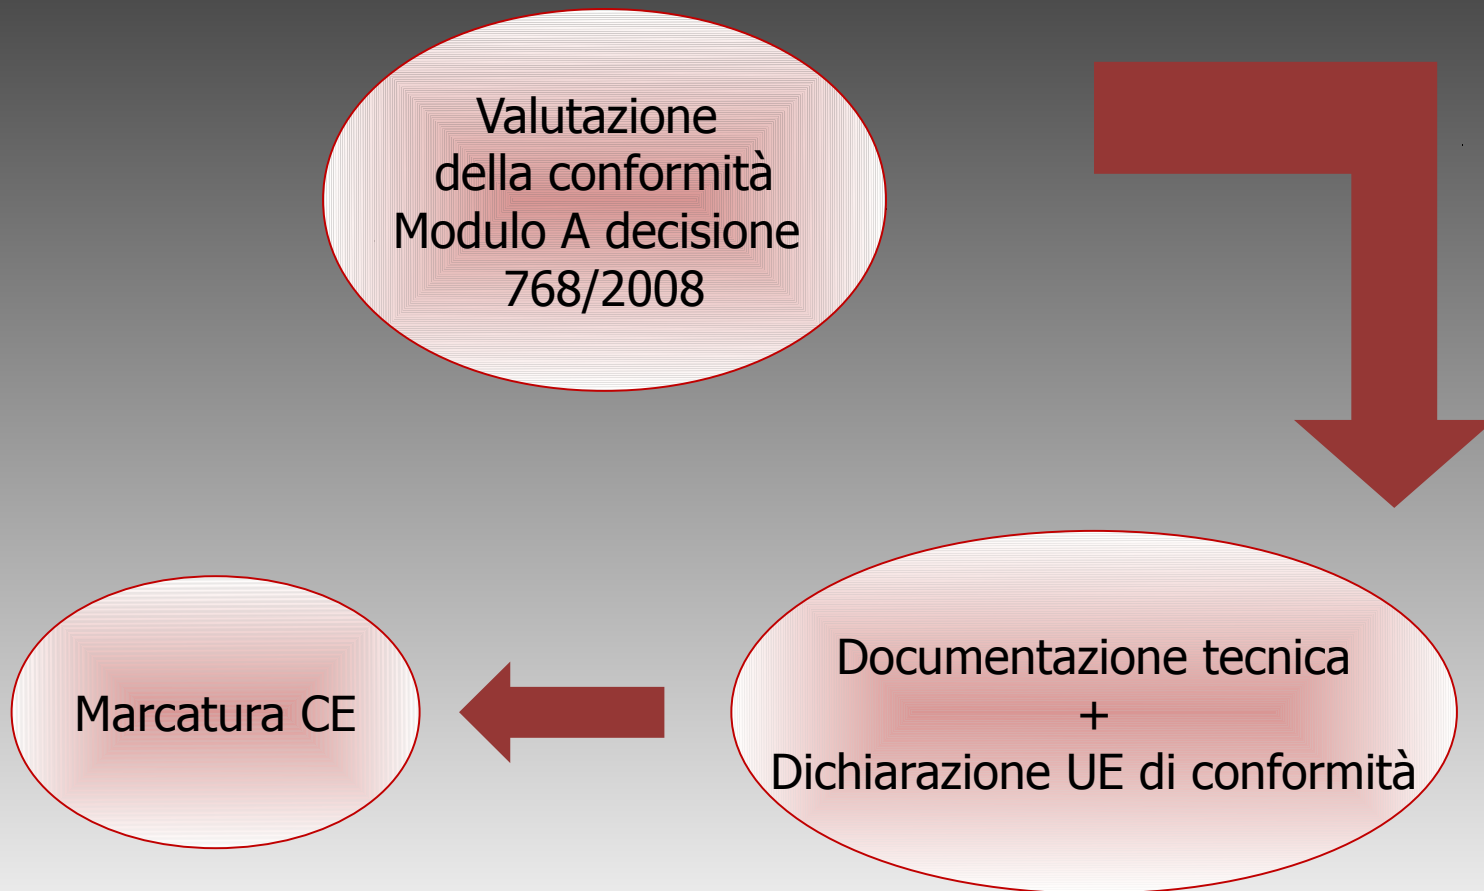 Valutazione
della conformità
Modulo A decisione
768/2008
Documentazione tecnica
+
Dichiarazione UE di conformità
Marcatura CE